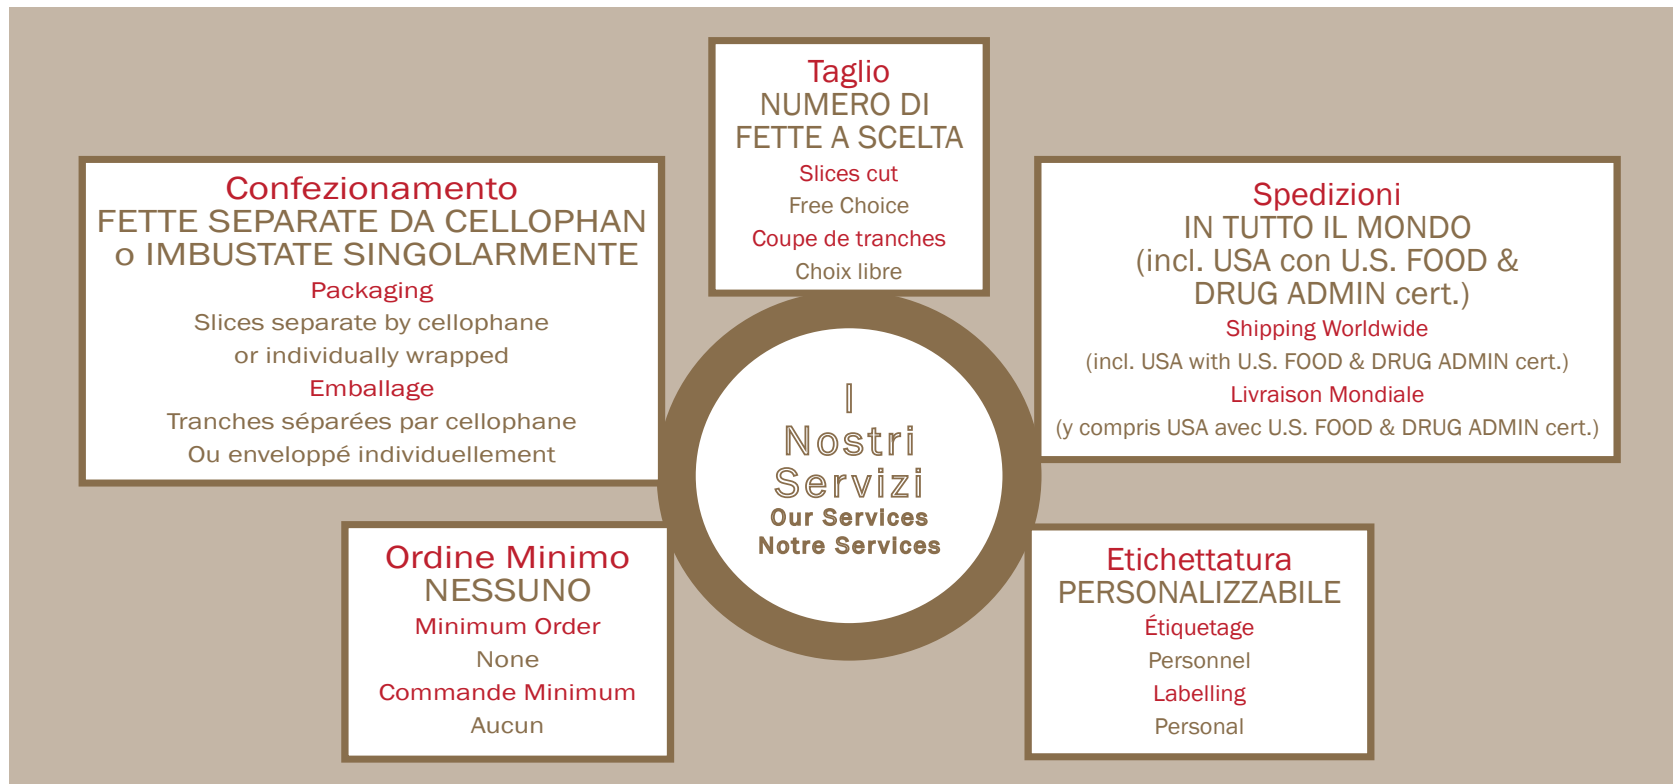 Taglio
NUMERO DI
FETTE A SCELTA
Slices cut
Free Choice
Coupe de tranches
Choix libre
Confezionamento
FETTE SEPARATE DA CELLOPHAN
o IMBUSTATE SINGOLARMENTE
Packaging
Slices separate by cellophane
or individually wrapped
Emballage
Tranches séparées par cellophane
Ou enveloppé individuellement
Spedizioni
IN TUTTO IL MONDO
(incl. USA con U.S. FOOD &
DRUG ADMIN cert.)
Shipping Worldwide
(incl. USA with U.S. FOOD & DRUG ADMIN cert.)
Livraison Mondiale
(y compris USA avec U.S. FOOD & DRUG ADMIN cert.)
I
Nostri
Servizi
Our Services
Notre Services
Ordine Minimo
NESSUNO
Minimum Order
None
Commande Minimum
Aucun
Etichettatura
PERSONALIZZABILE
Étiquetage
Personnel
Labelling
Personal